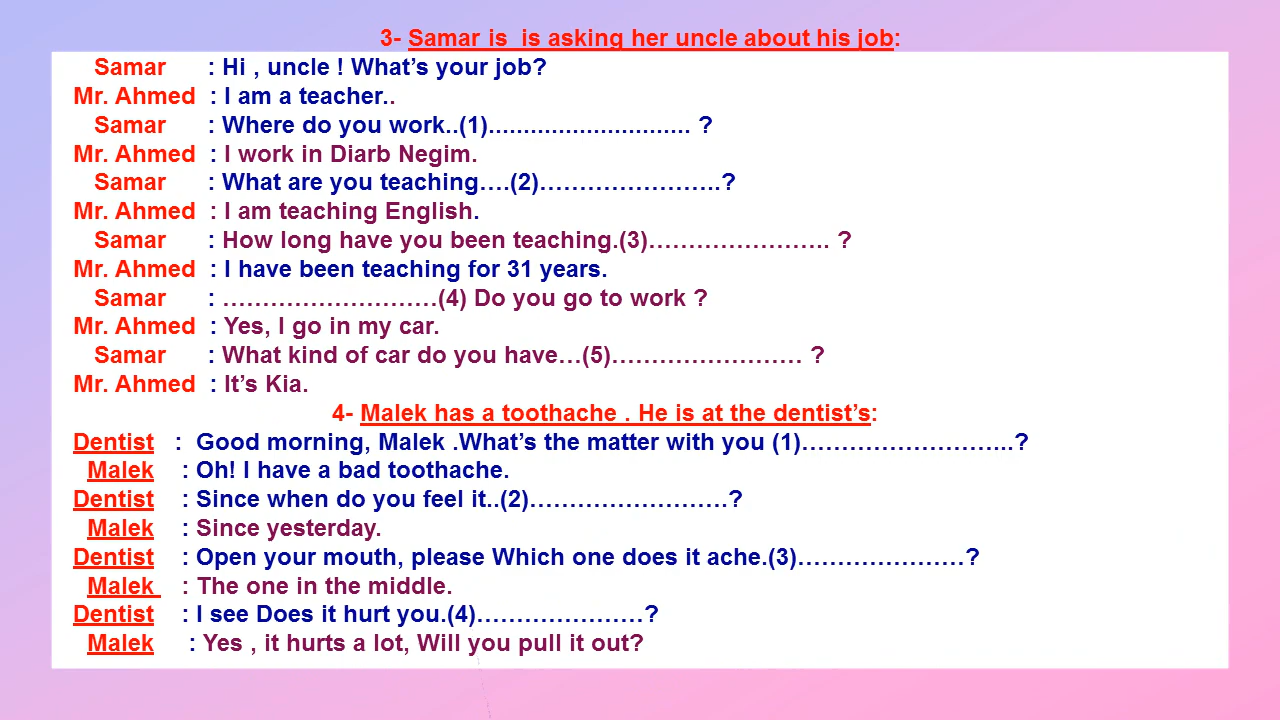 3- Samar is is asking her uncle about his job:
Samar : Hi , uncle ! What’s your job?
Mr. Ahmed : I am a teacher..
Samar : Where do you work..(1)............................. ?
Mr. Ahmed : I work in Diarb Negim.
Samar : What are you teaching….(2)…………………..?
Mr. Ahmed : I am teaching English.
Samar : How long have you been teaching.(3)………………….. ?
Mr. Ahmed : I have been teaching for 31 years.
Samar : ………………………(4) Do you go to work ?
Mr. Ahmed : Yes, I go in my car.
Samar : What kind of car do you have…(5)…………………… ?
Mr. Ahmed : It’s Kia.
4- Malek has a toothache . He is at the dentist’s:
Dentist : Good morning, Malek .What’s the matter with you (1)……………………...?
Malek : Oh! I have a bad toothache.
Dentist : Since when do you feel it..(2)…………………….?
Malek : Since yesterday.
Dentist : Open your mouth, please Which one does it ache.(3)…………………?
Malek : The one in the middle.
Dentist : I see Does it hurt you.(4)…………………?
Malek : Yes , it hurts a lot, Will you pull it out?